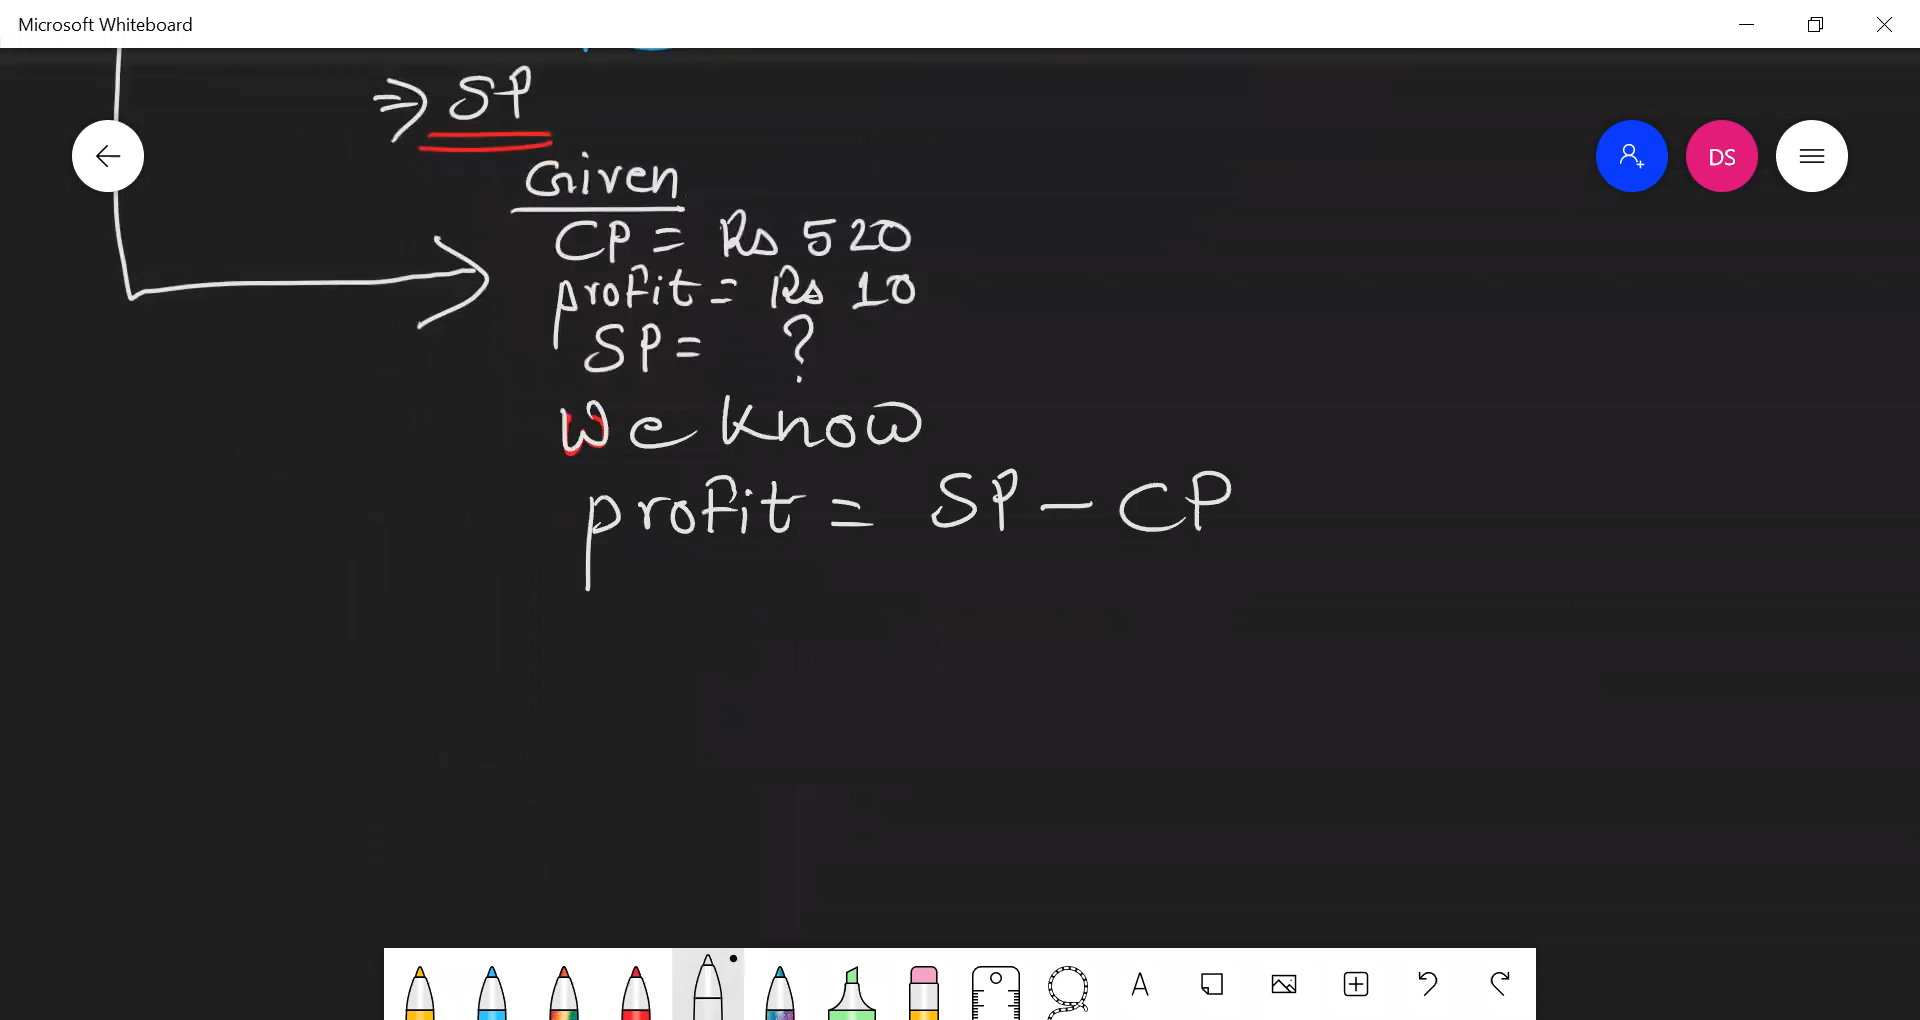 Microsoft Whiteboard
⇒ SP
DS
Given
CP = Rs 520
profit = Rs 10
SP = ?
We know
profit = SP - CP
A